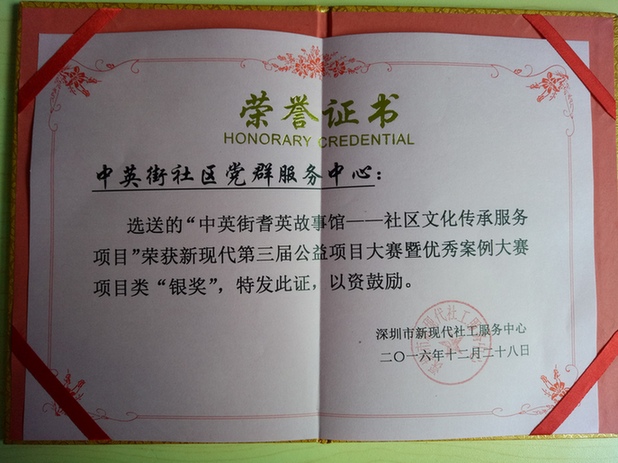 荣誉证书
HONORARY CREDENTIAL
中英街社区党群服务中心：
选送的“中英街耆英故事馆——社区文化传承服务
项目”荣获新现代第三届公益项目大赛暨优秀案例大赛
项目类“银奖”，特发此证，以资鼓励。
深圳市新现代社工服务中心
二〇一六年十二月二十八日